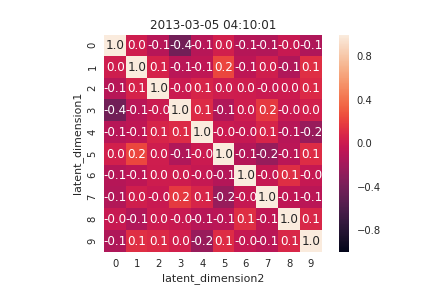 2013-03-05 04:10:01
latent_dimension1
0 1.0 0.0 -0.1 -0.4 -0.1 0.0 -0.1 -0.1 -0.0 -0.1
1 0.0 1.0 0.1 -0.1 -0.1 0.2 -0.1 0.0 -0.1 0.1
2 -0.1 0.1 1.0 -0.0 0.1 0.0 0.0 -0.0 -0.0 0.1
3 -0.4 -0.1 -0.0 1.0 0.1 -0.1 0.0 0.2 -0.0 0.0
4 -0.1 -0.1 0.1 0.1 1.0 -0.0 -0.0 0.1 -0.1 -0.2
5 0.0 0.2 0.0 -0.1 -0.0 1.0 -0.1 -0.2 -0.1 0.1
6 -0.1 -0.1 0.0 0.0 -0.0 -0.1 1.0 -0.0 0.1 -0.0
7 -0.1 0.0 -0.0 0.2 0.1 -0.2 -0.0 1.0 -0.1 -0.1
8 -0.0 -0.1 -0.0 -0.0 -0.1 -0.1 0.1 -0.1 1.0 0.1
9 -0.1 0.1 0.1 0.0 -0.2 0.1 -0.0 -0.1 0.1 1.0
0 1 2 3 4 5 6 7 8 9
latent_dimension2
0.8
0.4
0.0
−0.4
−0.8